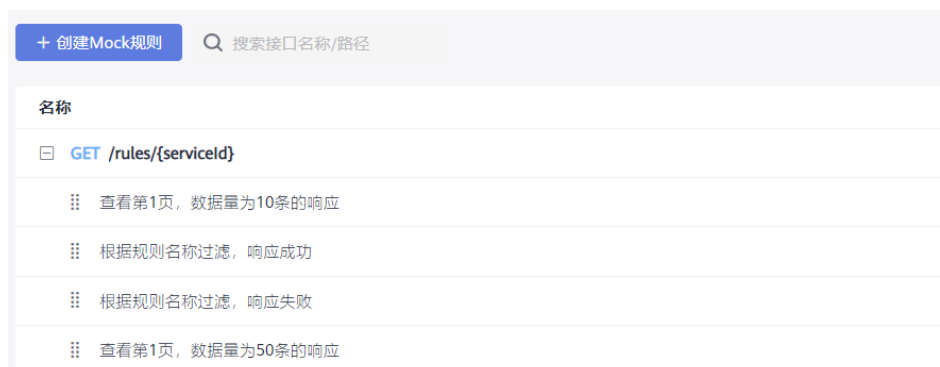 + 创建Mock规则 搜索接口名称/路径
名称
GET /rules/{serviceId}
查看第1页，数据量为10条的响应
根据规则名称过滤，响应成功
根据规则名称过滤，响应失败
查看第1页，数据量为50条的响应